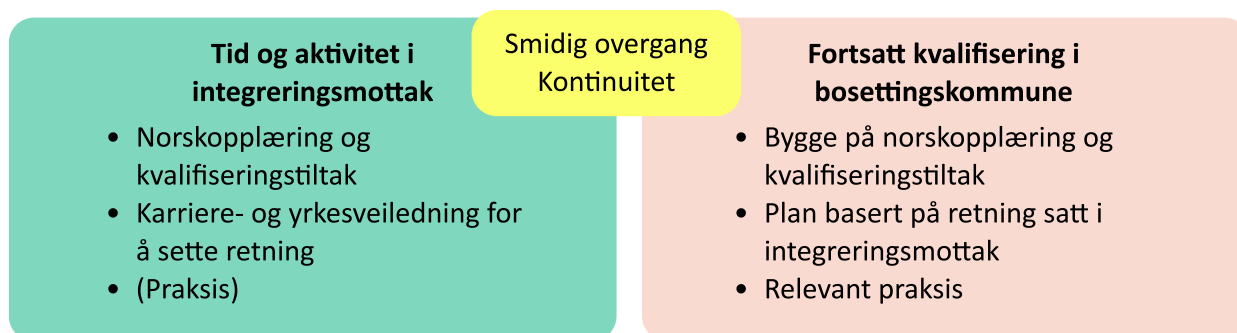 Tid og aktivitet i
integreringsmottak
• Norskopplæring og
kvalifiseringstiltak
• Karriere- og yrkesveiledning for
å sette retning
• (Praksis)
Smidig overgang
Kontinuitet
Fortsatt kvalifisering i
bosettingskommune
• Bygge på norskopplæring og
kvalifiseringstiltak
• Plan basert på retning satt i
integreringsmottak
• Relevant praksis